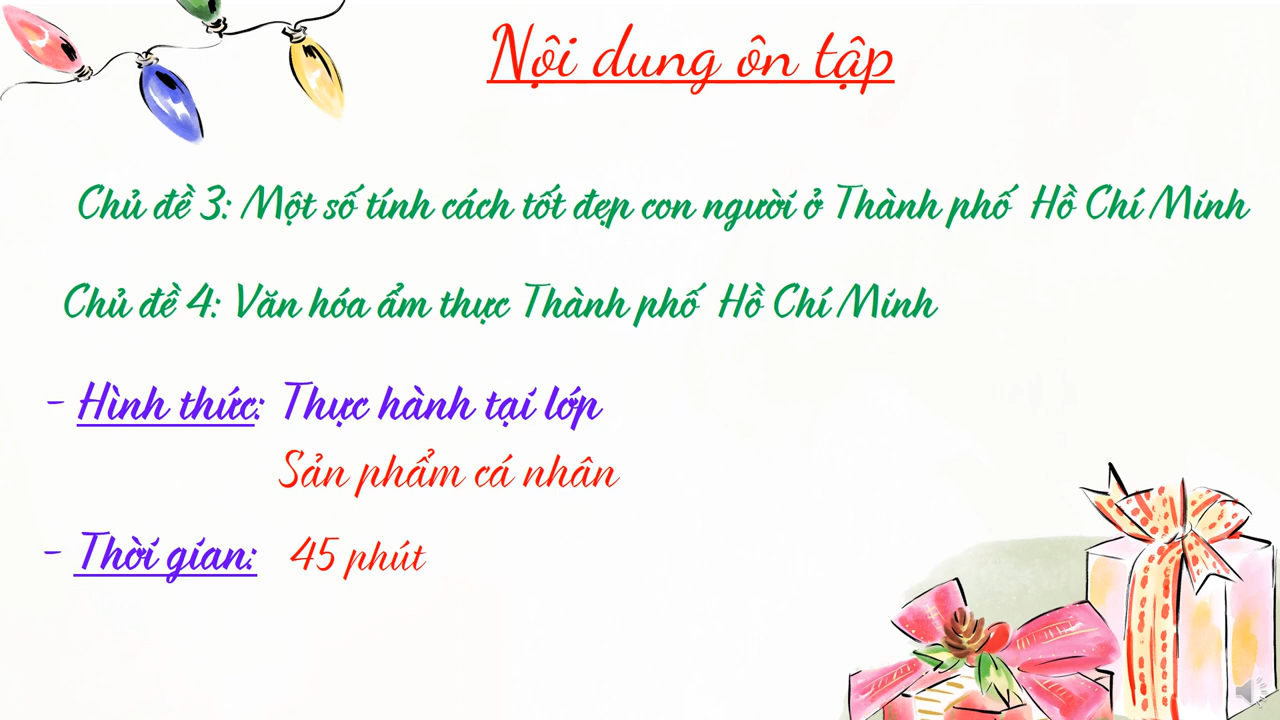 Nội dung ôn tập
Chủ đề 3: Một số tính cách tốt đẹp con người ở Thành phố Hồ Chí Minh
Chủ đề 4: Văn hóa ẩm thực Thành phố Hồ Chí Minh
- Hình thức: Thực hành tại lớp
Sản phẩm cá nhân
- Thời gian: 45 phút